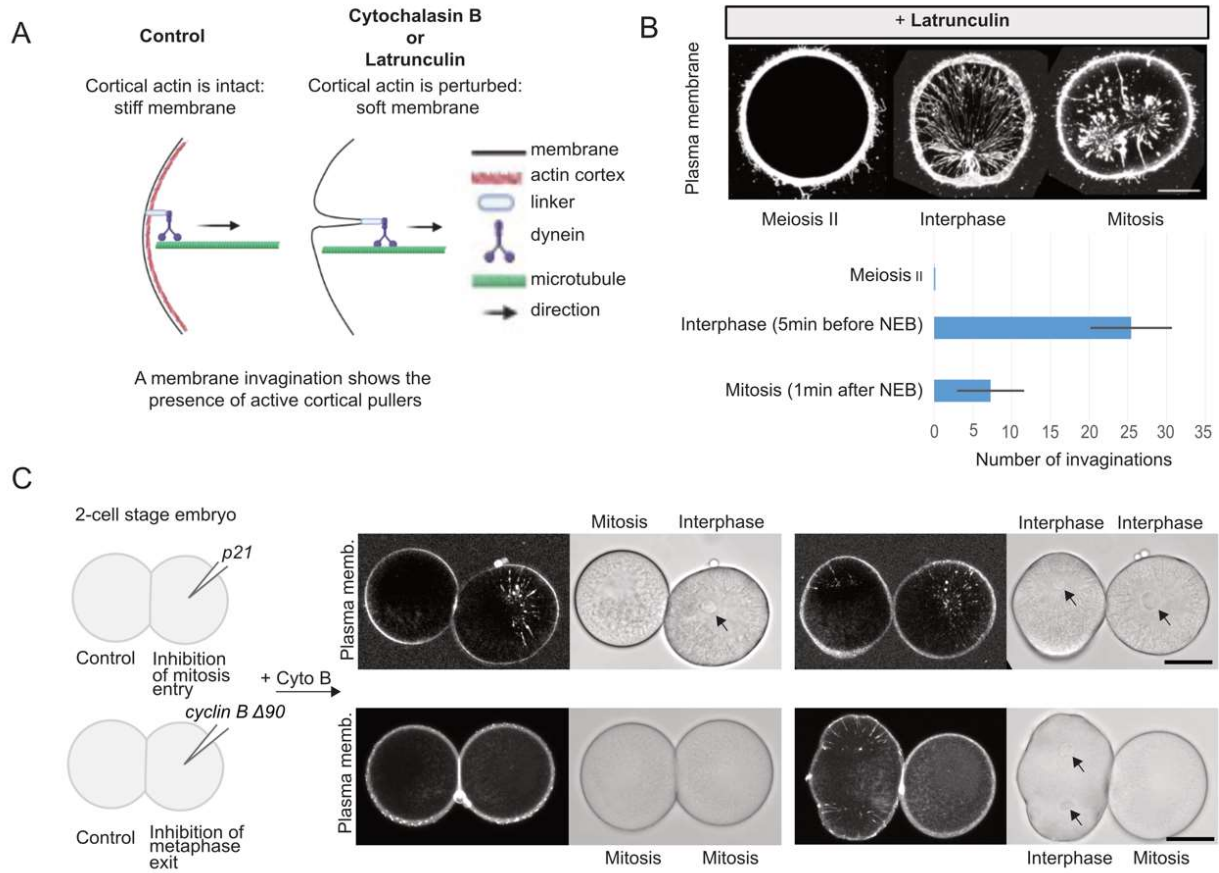 A
Control
Cortical actin is intact:
stiff membrane
Cytochalasin B
or
Latrunculin
Cortical actin is perturbed:
soft membrane
membrane
actin cortex
linker
dynein
microtubule
direction
A membrane invagination shows the
presence of active cortical pullers
B
+ Latrunculin
Plasma membrane
Meiosis II
Interphase
Mitosis
Meiosis II
Interphase (5min before NEB)
Mitosis (1min after NEB)
0 5 10 15 20 25 30 35
Number of invaginations
C
2-cell stage embryo
p21
Control
Inhibition
of mitosis
entry
cyclin B Δ90
Control
Inhibition of
metaphase
exit
+ Cyto B
Plasma memb.
Mitosis
Interphase
Interphase
Interphase
Plasma memb.
Mitosis
Mitosis
Interphase
Mitosis